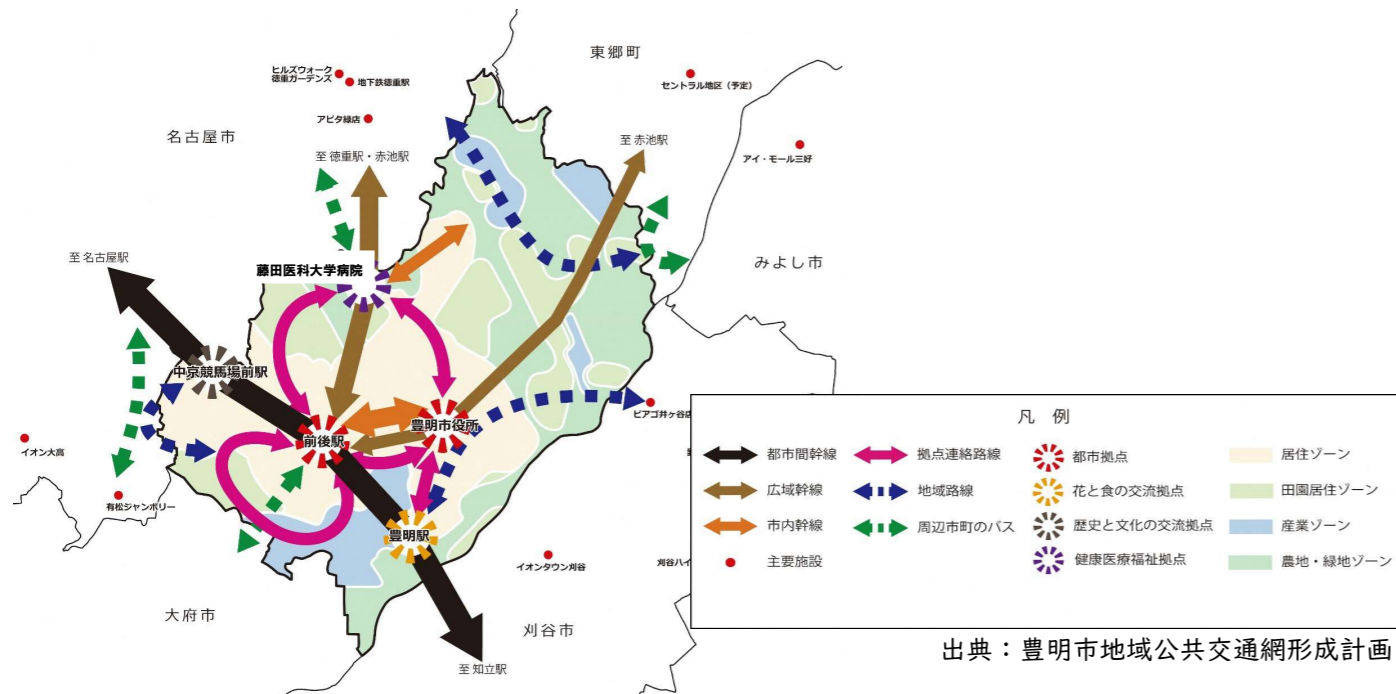 東郷町
ヒルズウォーク
徳重ガーデンズ
地下鉄徳重駅
セントラル地区（予定）
アピタ緑店
名古屋市
至 赤池駅
アイ・モール三好
至 徳重駅・赤池駅
至 名古屋駅
藤田医科大学病院
みよし市
中京競馬場前駅
ピアゴ井ヶ谷店
豊明市役所
前後駅
イオン大高
有松ジャンボリー
豊明駅
イオンタウン刈谷
刈谷ハイ
大府市
刈谷市
至 知立駅
凡 例
都市間幹線
拠点連絡路線
都市拠点
居住ゾーン
広域幹線
地域路線
花と食の交流拠点
田園居住ゾーン
市内幹線
周辺市町のバス
歴史と文化の交流拠点
産業ゾーン
主要施設
健康医療福祉拠点
農地・緑地ゾーン
出典：豊明市地域公共交通網形成計画